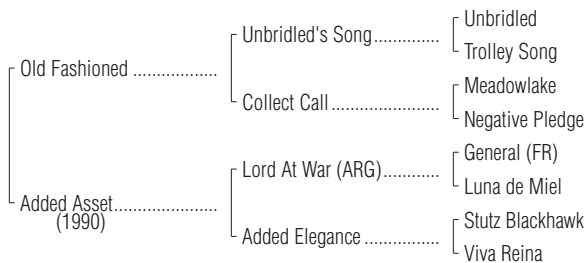 Unbridled
Unbridled's Song...............
Trolley Song
Old Fashioned ..................
Meadowlake
Collect Call.......................
Negative Pledge
General (FR)
Lord At War (ARG)............
Luna de Miel
Added Asset......................
(1990)
Stutz Blackhawk
Added Elegance ...............
Viva Reina